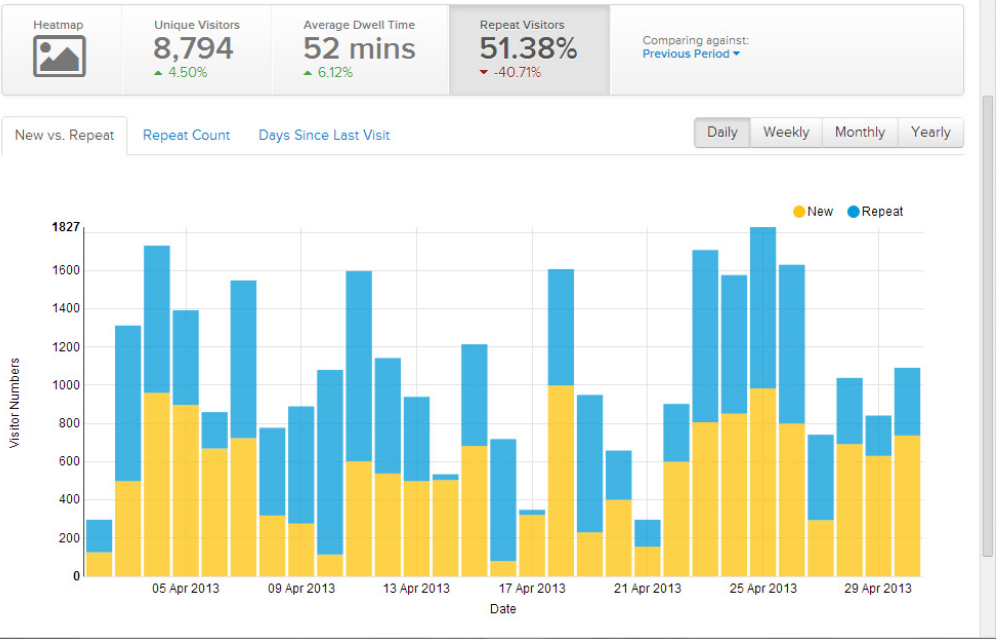 Heatmap
Unique Visitors
8,794
▲ 4.50%
Average Dwell Time
52 mins
▲ 6.12%
Repeat Visitors
51.38%
▼ -40.71%
Comparing against:
Previous Period ▼
New vs. Repeat Repeat Count Days Since Last Visit Daily Weekly Monthly Yearly
New Repeat
1827
1600
1400
1200
1000
800
600
400
200
0
Visitor Numbers
05 Apr 2013 09 Apr 2013 13 Apr 2013 17 Apr 2013 21 Apr 2013 25 Apr 2013 29 Apr 2013
Date